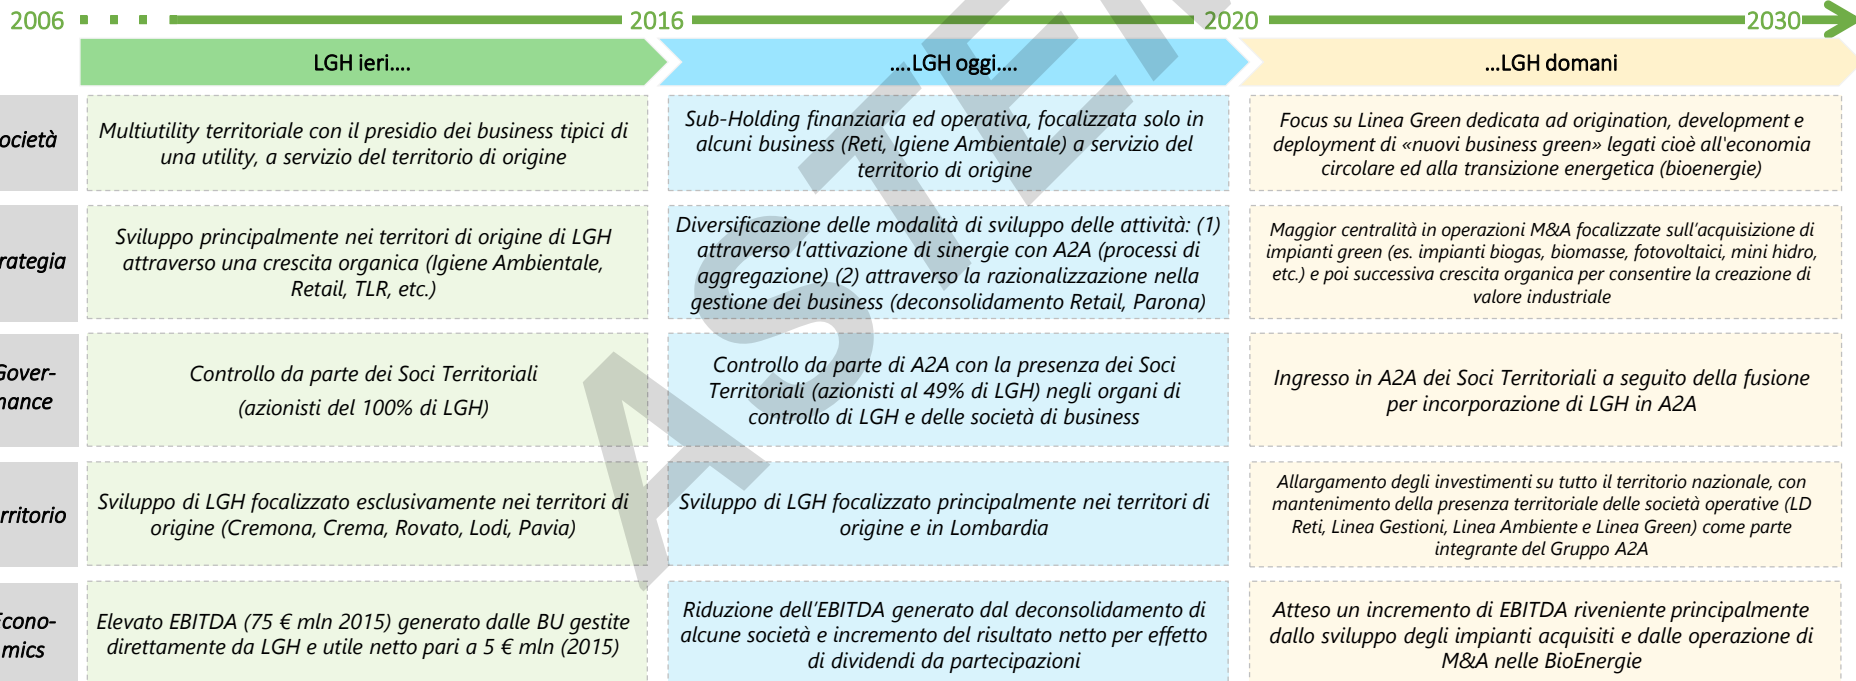 2006
2016
2020
2030
LGH ieri....
....LGH oggi....
...LGH domani
ocietà
Multiutility territoriale con il presidio dei business tipici di
una utility, a servizio del territorio di origine
Sub-Holding finanziaria ed operativa, focalizzata solo in
alcuni business (Reti, Igiene Ambientale) a servizio del
territorio di origine
Focus su Linea Green dedicata ad origination, development e
deployment di «nuovi business green» legati cioè all'economia
circolare ed alla transizione energetica (bioenergie)
rategia
Sviluppo principalmente nei territori di origine di LGH
attraverso una crescita organica (Igiene Ambientale,
Retail, TLR, etc.)
Diversificazione delle modalità di sviluppo delle attività: (1)
attraverso l'attivazione di sinergie con A2A (processi di
aggregazione) (2) attraverso la razionalizzazione nella
gestione dei business (deconsolidamento Retail, Parona)
Maggior centralità in operazioni M&A focalizzate sull'acquisizione di
impianti green (es. impianti biogas, biomasse, fotovoltaici, mini hidro,
etc.) e poi successiva crescita organica per consentire la creazione di
valore industriale
Gover-
nance
Controllo da parte dei Soci Territoriali
(azionisti del 100% di LGH)
Controllo da parte di A2A con la presenza dei Soci
Territoriali (azionisti al 49% di LGH) negli organi di
controllo di LGH e delle società di business
Ingresso in A2A dei Soci Territoriali a seguito della fusione
per incorporazione di LGH in A2A
rritorio
Sviluppo di LGH focalizzato esclusivamente nei territori di
origine (Cremona, Crema, Rovato, Lodi, Pavia)
Sviluppo di LGH focalizzato principalmente nei territori di
origine e in Lombardia
Allargamento degli investimenti su tutto il territorio nazionale, con
mantenimento della presenza territoriale delle società operative (LD
Reti, Linea Gestioni, Linea Ambiente e Linea Green) come parte
integrante del Gruppo A2A
Econo-
mics
Elevato EBITDA (75 € mln 2015) generato dalle BU gestite
direttamente da LGH e utile netto pari a 5 € mln (2015)
Riduzione dell'EBITDA generato dal deconsolidamento di
alcune società e incremento del risultato netto per effetto
di dividendi da partecipazioni
Atteso un incremento di EBITDA riveniente principalmente
dallo sviluppo degli impianti acquisiti e dalle operazione di
M&A nelle BioEnergie